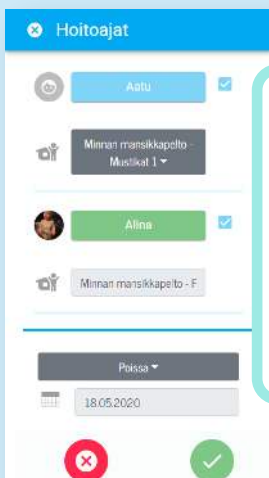 Hoitoajat
Aatu
Minnan mansikkapelto -
Mustikat 1
Alina
Minnan mansikkapelto - F
Poissa
18.05.2020